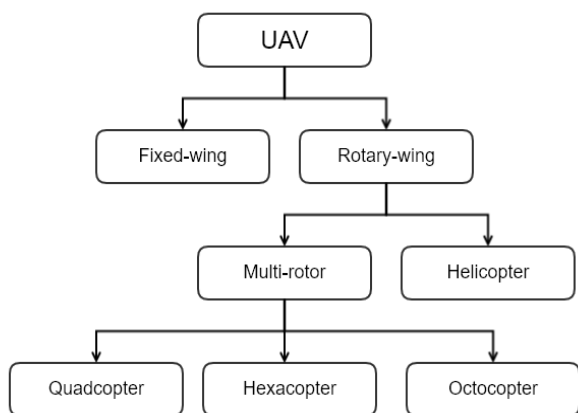 UAV
Fixed-wing
Rotary-wing
Multi-rotor
Helicopter
Quadcopter
Hexacopter
Octocopter